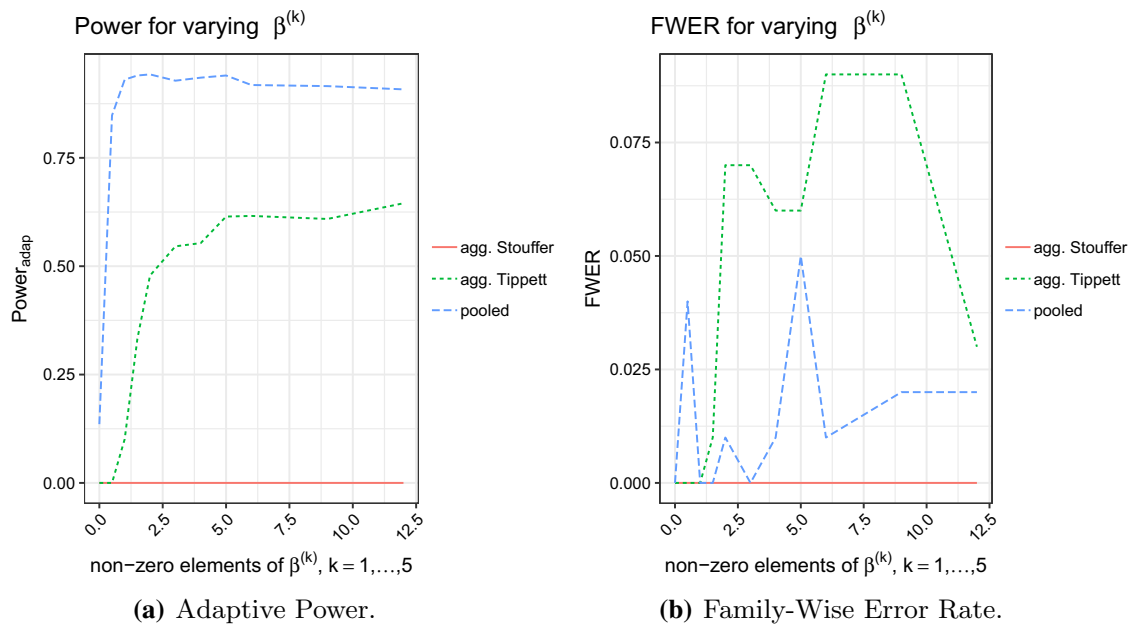 Power for varying β(k)
Power_adap
0.75
0.50
0.25
0.00
0.0
2.5
5.0
7.5
10.0
12.5
non−zero elements of β(k), k = 1,...,5
agg. Stouffer
agg. Tippett
pooled
(a) Adaptive Power.
FWER for varying β(k)
FWER
0.075
0.050
0.025
0.000
0.0
2.5
5.0
7.5
10.0
12.5
non−zero elements of β(k), k = 1,...,5
agg. Stouffer
agg. Tippett
pooled
(b) Family-Wise Error Rate.